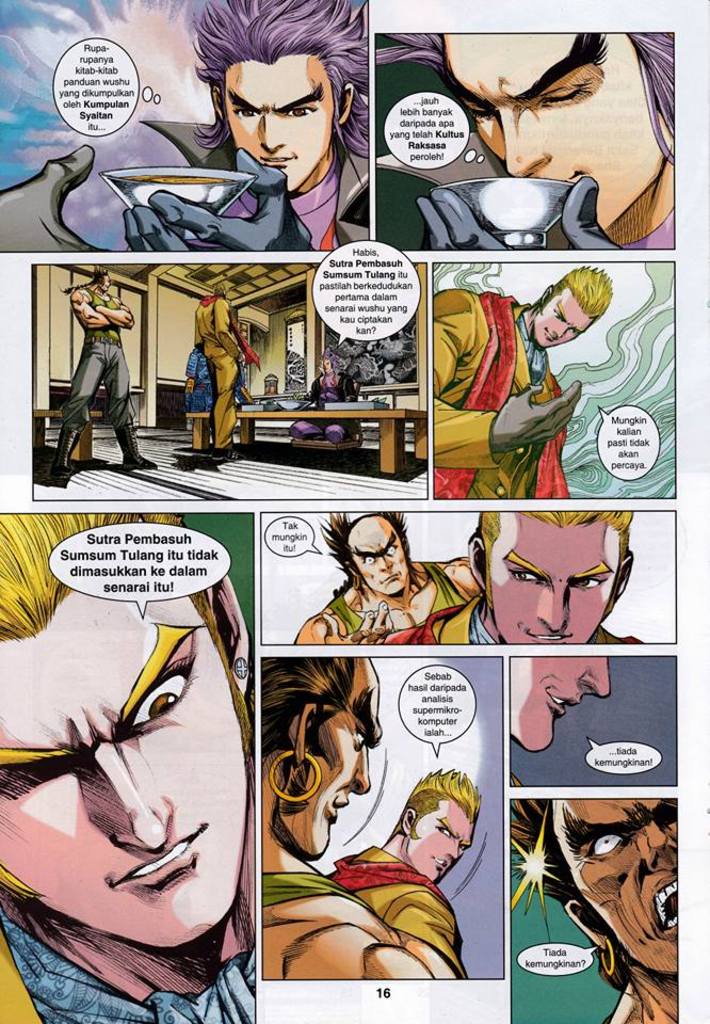 Rupa-
rupanya
kitab-kitab
panduan wushu
yang dikumpulkan
oleh Kumpulan
Syaitan
itu...
...jauh
lebih banyak
daripada apa
yang telah Kultus
Raksasa
peroleh!
Habis,
Sutra Pembasuh
Sumsum Tulang itu
pastilah berkedudukan
pertama dalam
senarai wushu yang
kau ciptakan
kan?
Mungkin
kalian
pasti tidak
akan
percaya.
Sutra Pembasuh
Sumsum Tulang itu tidak
dimasukkan ke dalam
senarai itu!
Tak
mungkin
itu!
Sebab
hasil daripada
analisis
supermikro-
komputer
ialah...
...tiada
kemungkinan!
Tiada
kemungkinan?
16